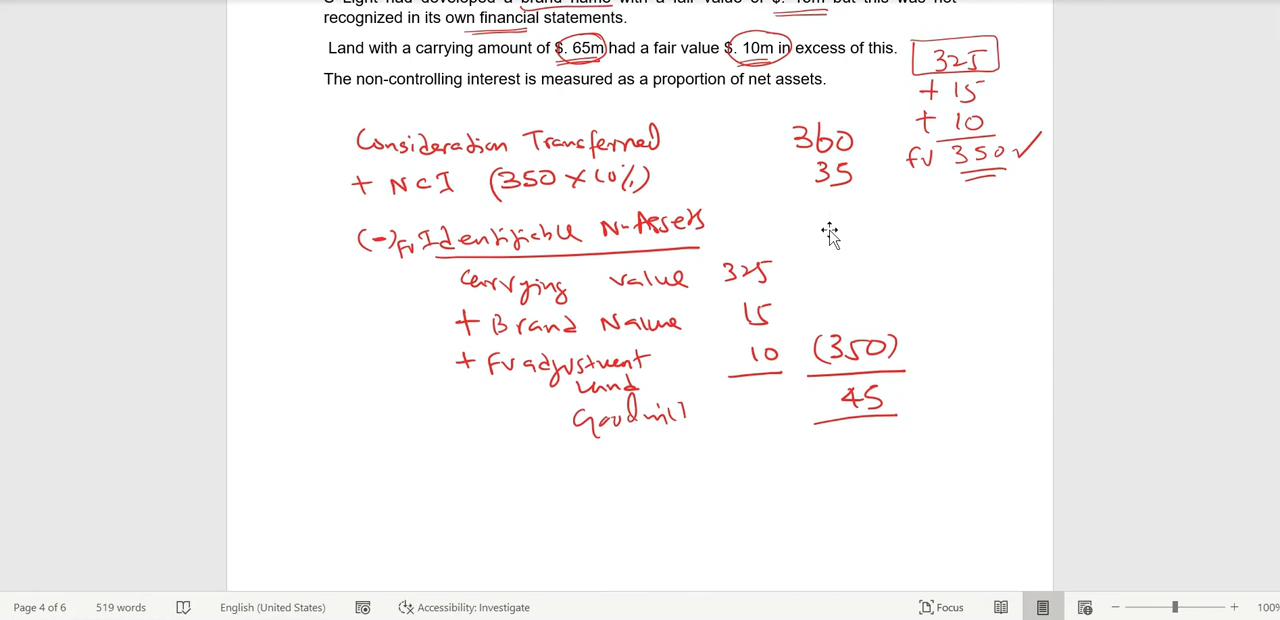 recognized in its own financial statements.
Land with a carrying amount of $. 65m had a fair value $. 10m in excess of this.
The non-controlling interest is measured as a proportion of net assets.
325
+ 15
+ 10
FV 350 ✓
Consideration Transferred 360
+ NCI (350 × 10%) 35
(-) FV Identifiable N-Assets
Carrying value 325
+ Brand Name 15
+ FV adjustment 10 (350)
Land
Goodwill 45
Page 4 of 6 519 words English (United States) Accessibility: Investigate Focus 100%